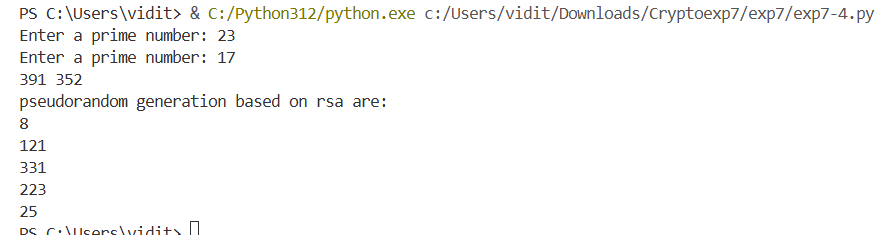 PS C:\Users\vidit> & C:/Python312/python.exe c:/Users/vidit/Downloads/Cryptoexp7/exp7/exp7-4.py
Enter a prime number: 23
Enter a prime number: 17
391 352
pseudorandom generation based on rsa are:
8
121
331
223
25
PS C:\Users\vidit>